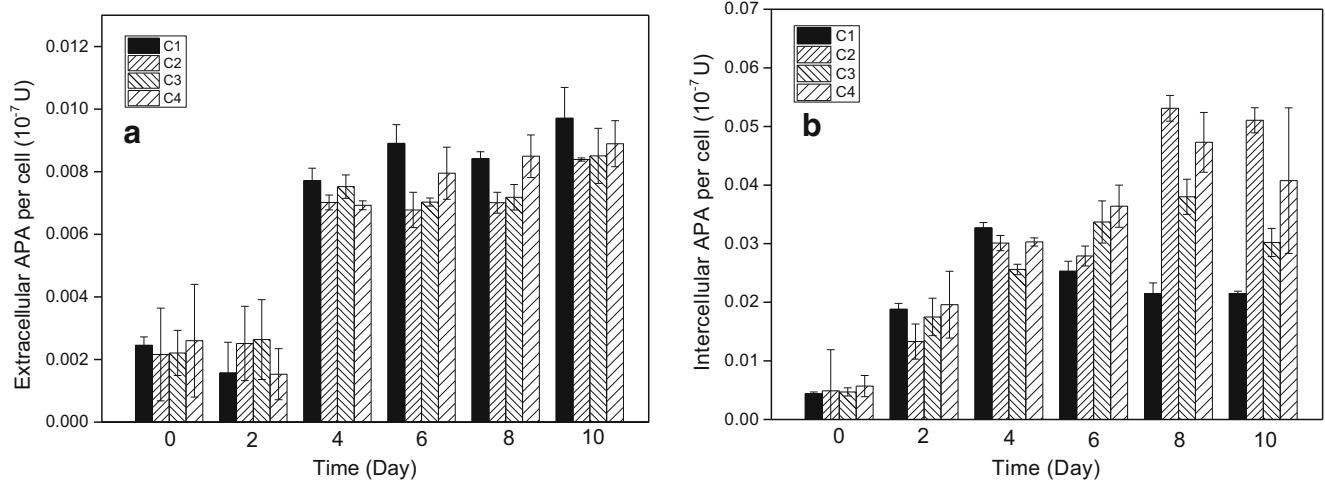 0.012
0.010
0.008
0.006
0.004
0.002
0.000
Extracellular APA per cell (10⁻⁷ U)
C1
C2
C3
C4
a
0 2 4 6 8 10
Time (Day)
0.07
0.06
0.05
0.04
0.03
0.02
0.01
0.00
Intercellular APA per cell (10⁻⁷ U)
C1
C2
C3
C4
b
0 2 4 6 8 10
Time (Day)